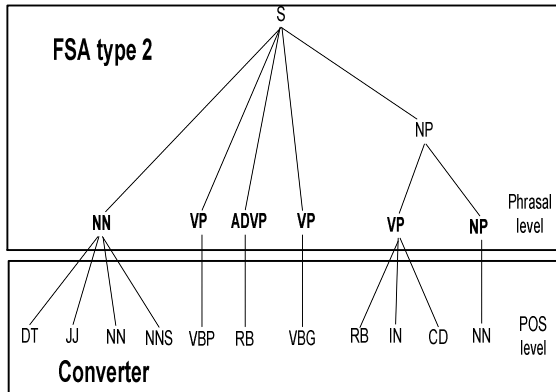 S
FSA type 2
NP
NN VP ADVP VP VP NP Phrasal level
DT JJ NN NNS VBP RB VBG RB IN CD NN POS level
Converter